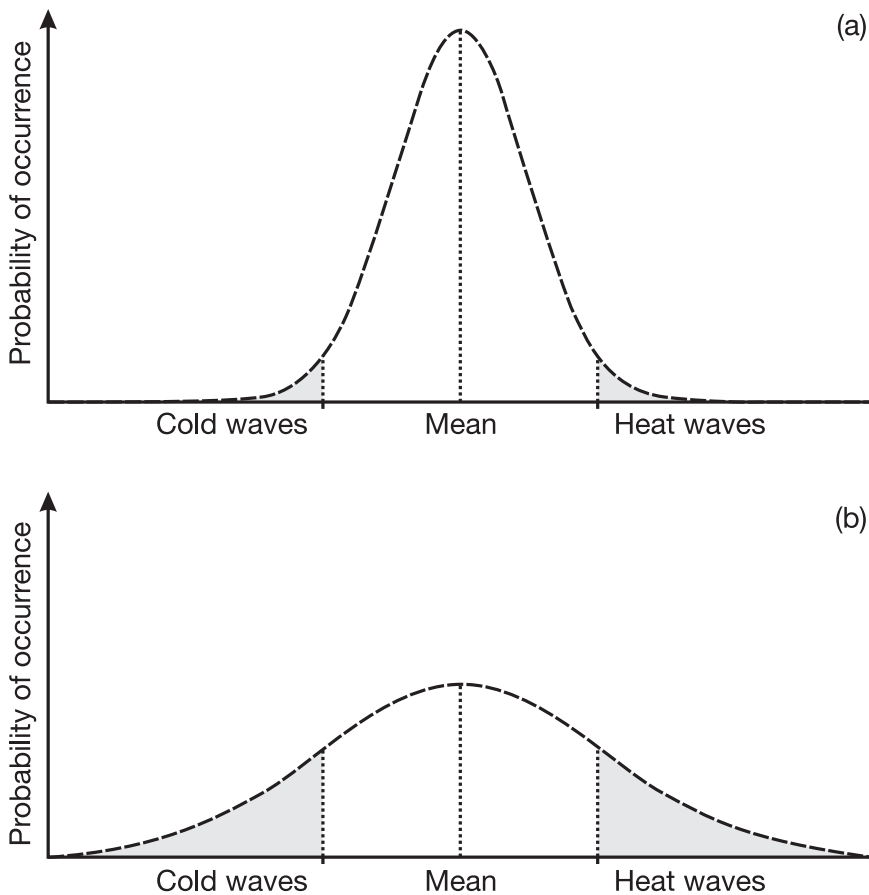 (a)
Probability of occurrence
Cold waves
Mean
Heat waves
(b)
Probability of occurrence
Cold waves
Mean
Heat waves